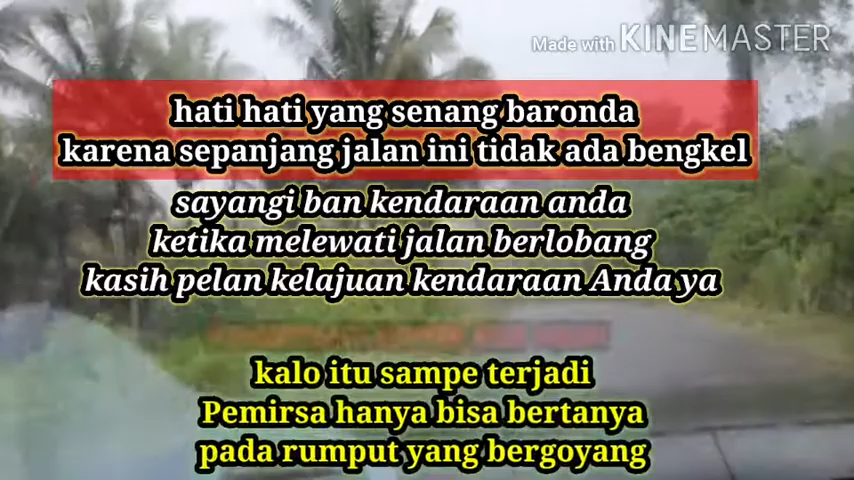 Made with KINEMASTER
hati hati yang senang baronda
karena sepanjang jalan ini tidak ada bengkel
sayangi ban kendaraan anda
ketika melewati jalan berlobang
kasih pelan kelajuan kendaraan Anda ya
kalo itu sampe terjadi
Pemirsa hanya bisa bertanya
pada rumput yang bergoyang